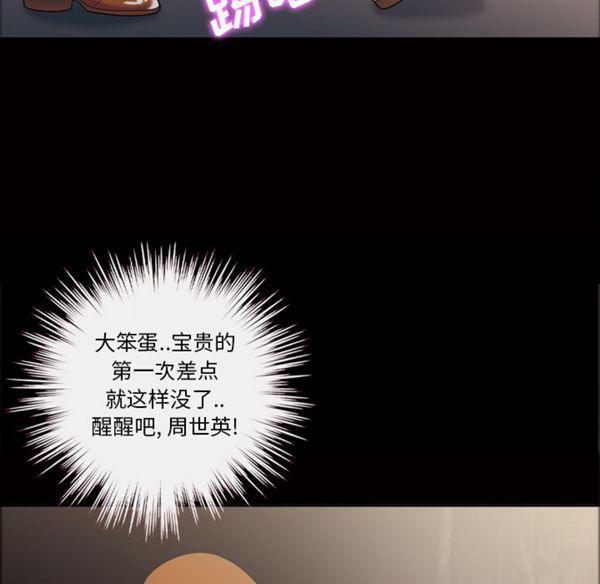 踢
大笨蛋..宝贵的
第一次差点
就这样没了..
醒醒吧, 周世英!